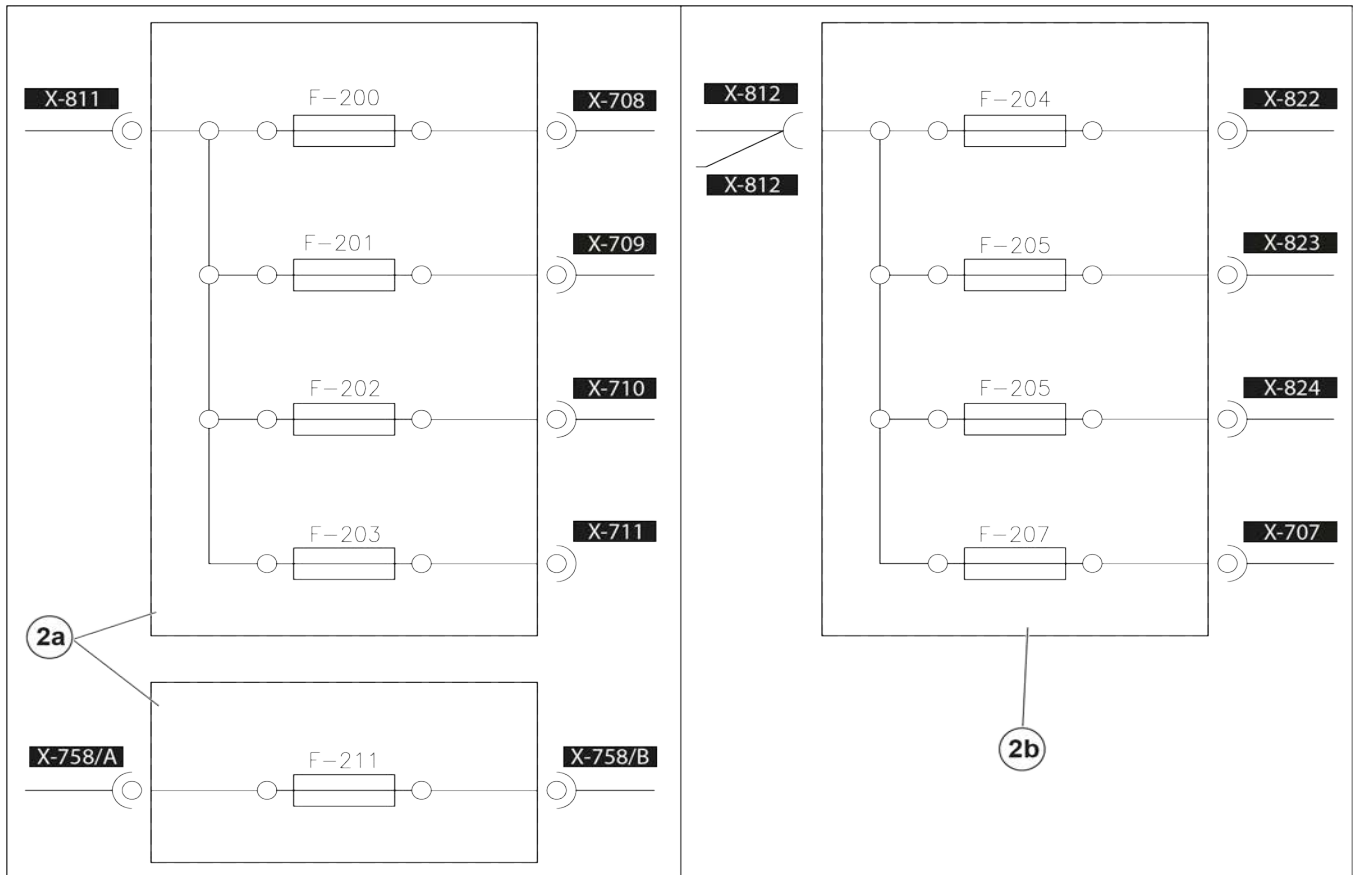 X-811
F-200
X-708
F-201
X-709
F-202
X-710
F-203
X-711
2a
X-758/A
F-211
X-758/B
X-812
X-812
F-204
X-822
F-205
X-823
F-205
X-824
F-207
X-707
2b